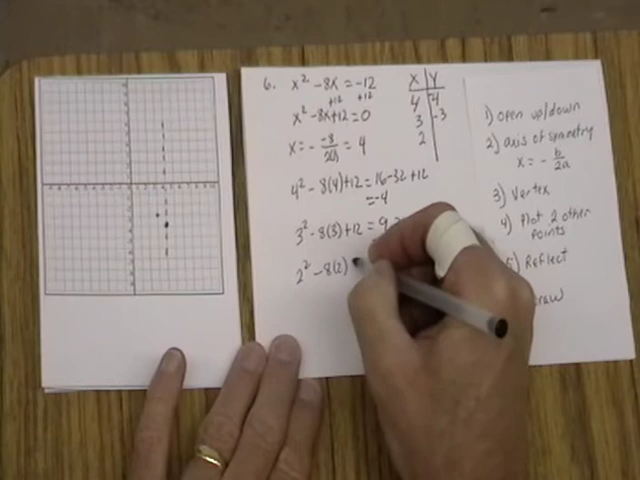 6. x² - 8x = -12
+12 +12
x² - 8x + 12 = 0
x = - -8/2(1) = 4
4² - 8(4) + 12 = 16 - 32 + 12
= -4
3² - 8(3) + 12 = 9
2² - 8(2)
X Y
4
3 -3
2
1) open up/down
2) axis of symmetry
x = - b/2a
3) Vertex
4) Plot 2 other
points
5) Reflect